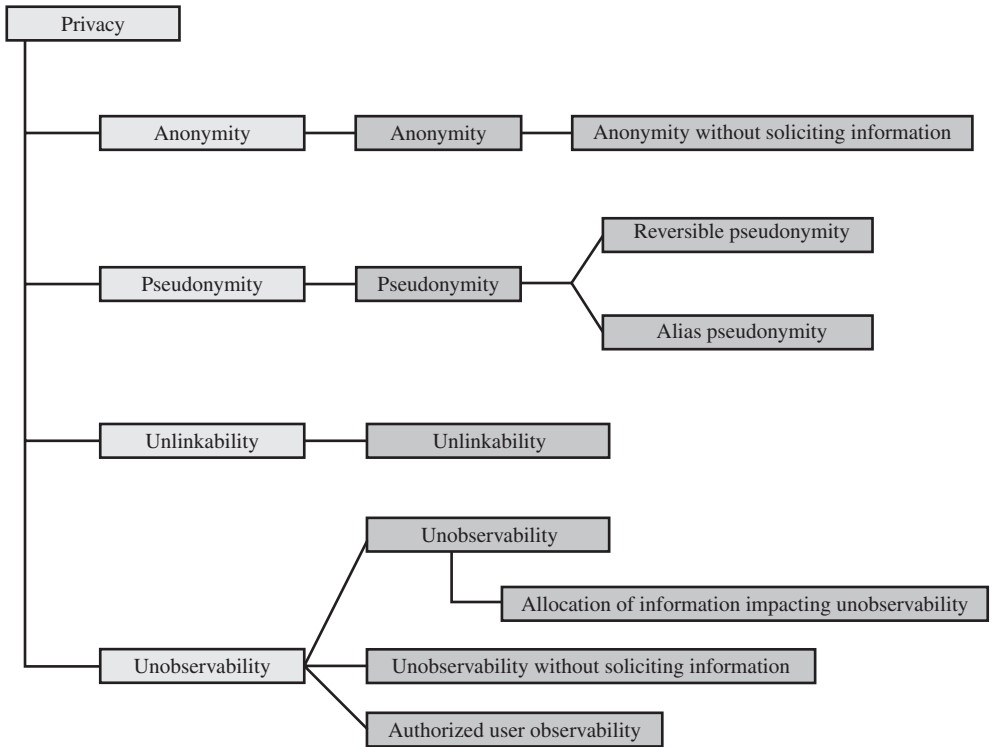 Privacy
Anonymity
Anonymity
Anonymity without soliciting information
Reversible pseudonymity
Pseudonymity
Pseudonymity
Alias pseudonymity
Unlinkability
Unlinkability
Unobservability
Allocation of information impacting unobservability
Unobservability
Unobservability without soliciting information
Authorized user observability